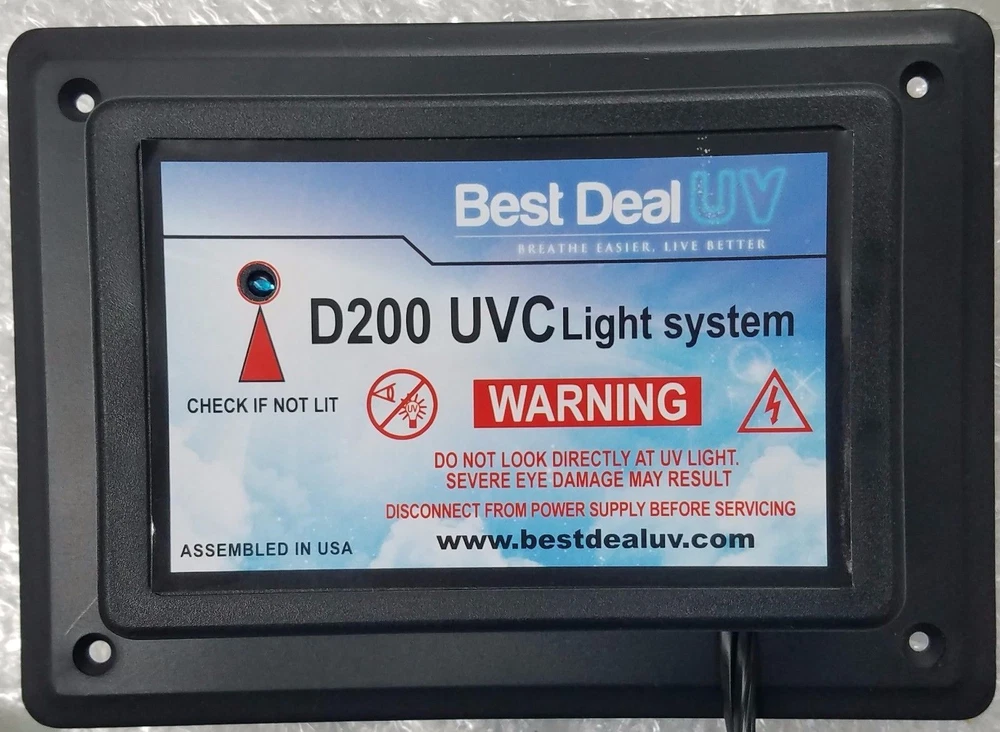 Best Deal UV
BREATHE EASIER, LIVE BETTER
D200 UVC Light system
CHECK IF NOT LIT
UV
WARNING
DO NOT LOOK DIRECTLY AT UV LIGHT.
SEVERE EYE DAMAGE MAY RESULT
DISCONNECT FROM POWER SUPPLY BEFORE SERVICING
www.bestdealuv.com
ASSEMBLED IN USA